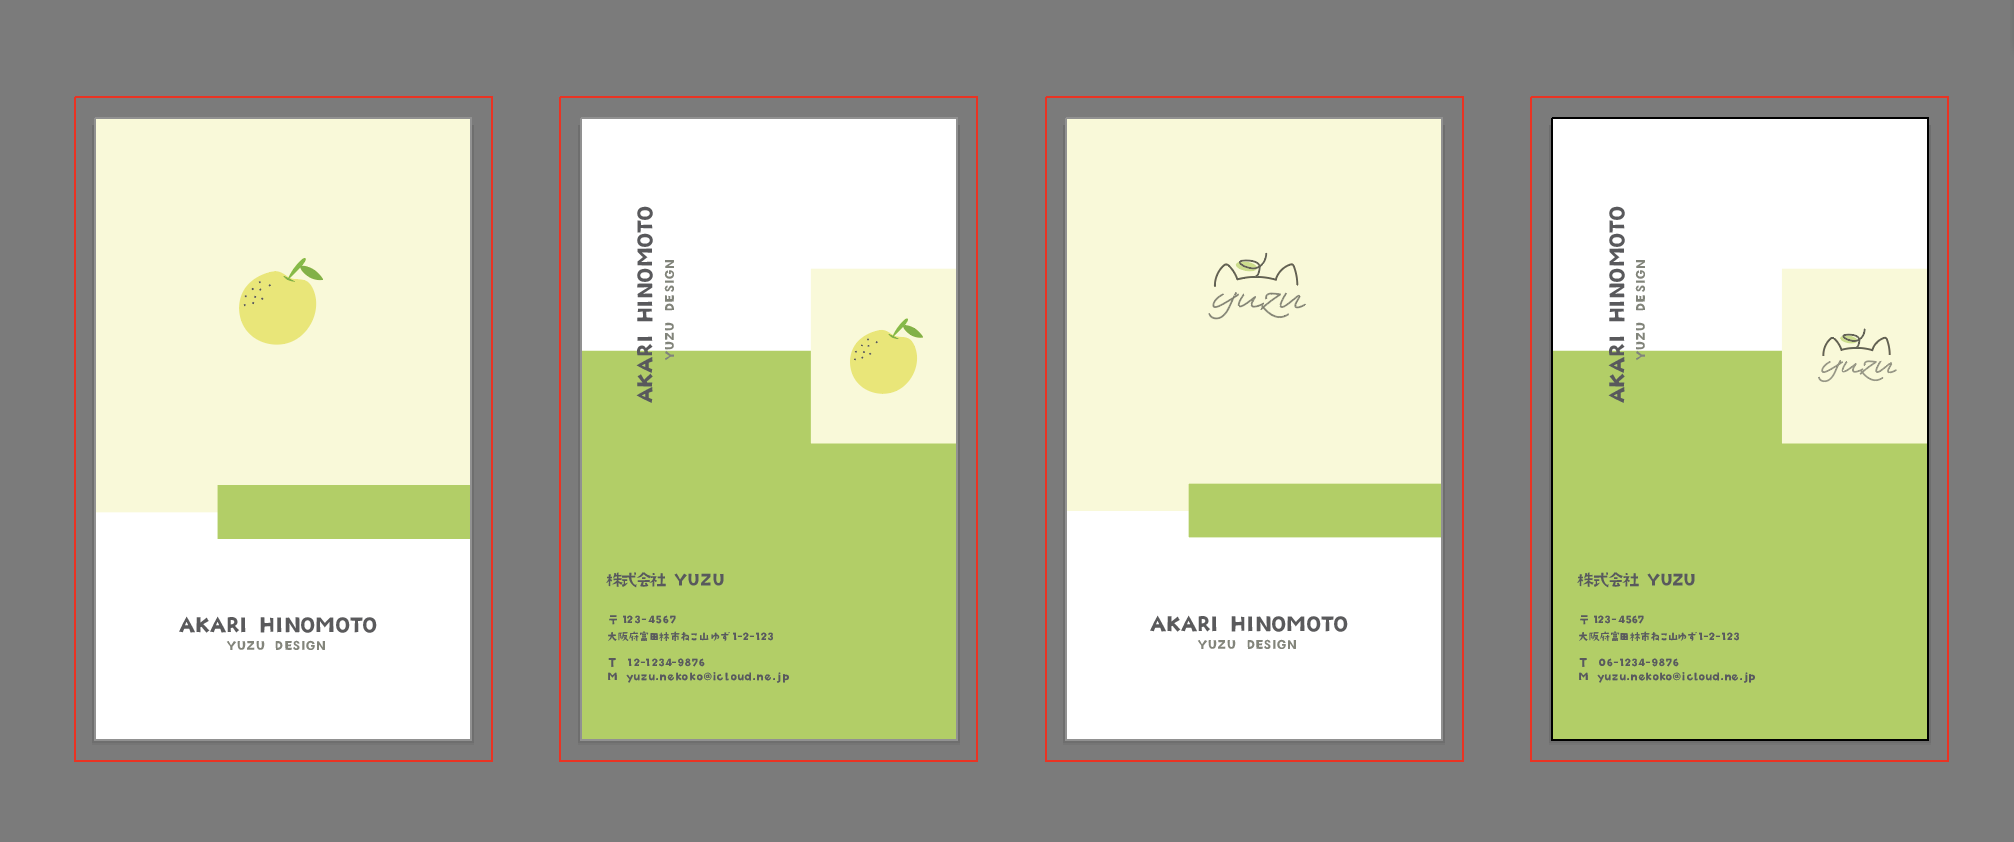 AKARI HINOMOTO
YUZU DESIGN
AKARI HINOMOTO
YUZU DESIGN
株式会社 YUZU
〒123-4567
大阪府富田林市ねこ山ゆず1-2-123
T 12-1234-9876
M yuzu.nekoko@icloud.ne.jp
yuzu
AKARI HINOMOTO
YUZU DESIGN
AKARI HINOMOTO
YUZU DESIGN
yuzu
株式会社 YUZU
〒123-4567
大阪府富田林市ねこ山ゆず1-2-123
T 06-1234-9876
M yuzu.nekoko@icloud.ne.jp